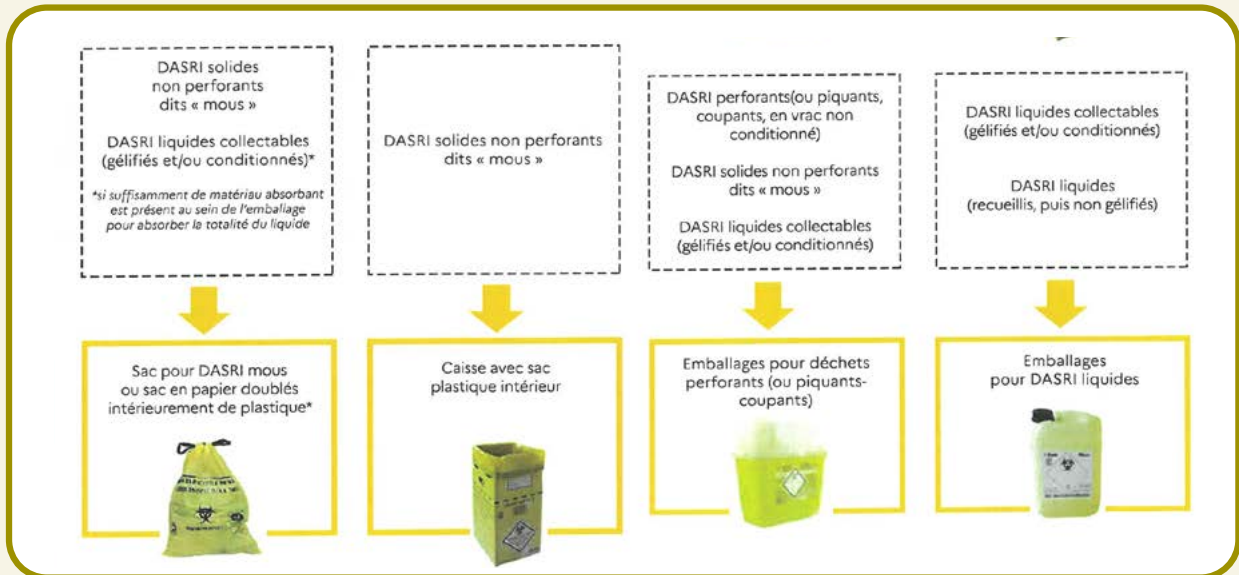 DASRI solides
non perforants
dits « mous »
DASRI liquides collectables
(gélifiés et/ou conditionnés)*
*si suffisamment de matériau absorbant
est présent au sein de l'emballage
pour absorber la totalité du liquide
DASRI solides non perforants
dits « mous »
DASRI perforants(ou piquants,
coupants, en vrac non
conditionné)
DASRI solides non perforants
dits « mous »
DASRI liquides collectables
(gélifiés et/ou conditionnés)
DASRI liquides collectables
(gélifiés et/ou conditionnés)
DASRI liquides
(recueillis, puis non gélifiés)
Sac pour DASRI mous
ou sac en papier doublés
intérieurement de plastique*
Caisse avec sac
plastique intérieur
Emballages pour déchets
perforants (ou piquants-
coupants)
Emballages
pour DASRI liquides